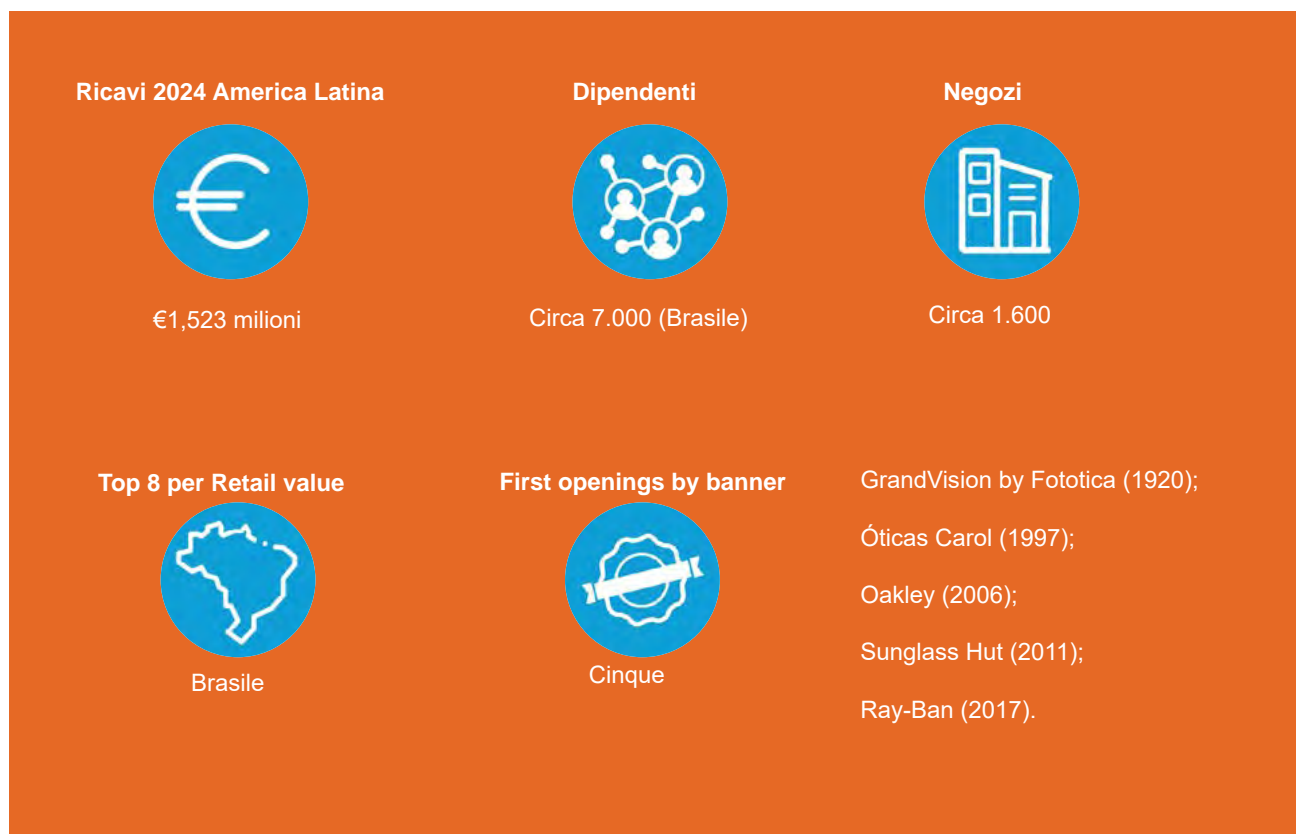 Ricavi 2024 America Latina
€1,523 milioni
Dipendenti
Circa 7.000 (Brasile)
Negozi
Circa 1.600
Top 8 per Retail value
Brasile
First openings by banner
Cinque
GrandVision by Fototica (1920);
Óticas Carol (1997);
Oakley (2006);
Sunglass Hut (2011);
Ray-Ban (2017).